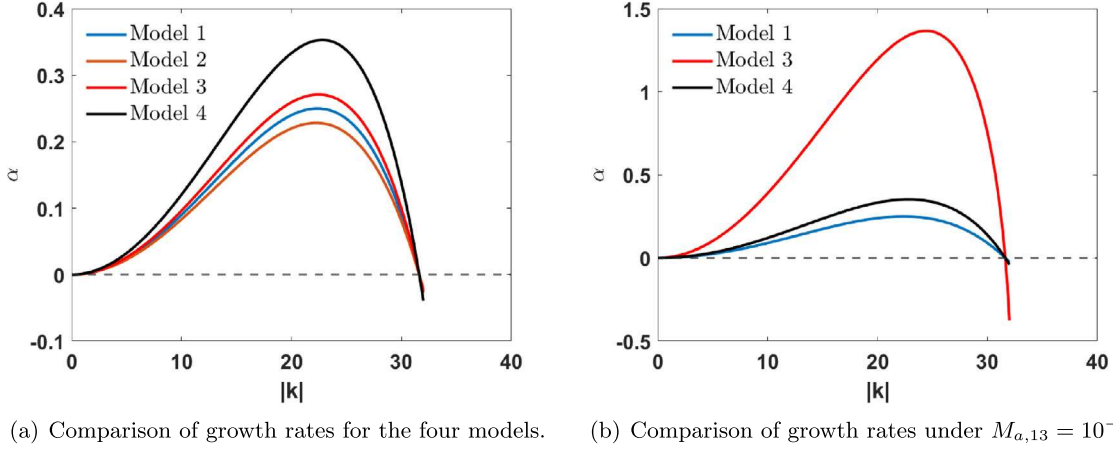 0.4
0.3
0.2
0.1
0
-0.1
α
Model 1
Model 2
Model 3
Model 4
0 10 20 30 40
|k|
(a) Comparison of growth rates for the four models.
1.5
1
0.5
0
-0.5
α
Model 1
Model 3
Model 4
0 10 20 30 40
|k|
(b) Comparison of growth rates under M_{a,13} = 10⁻